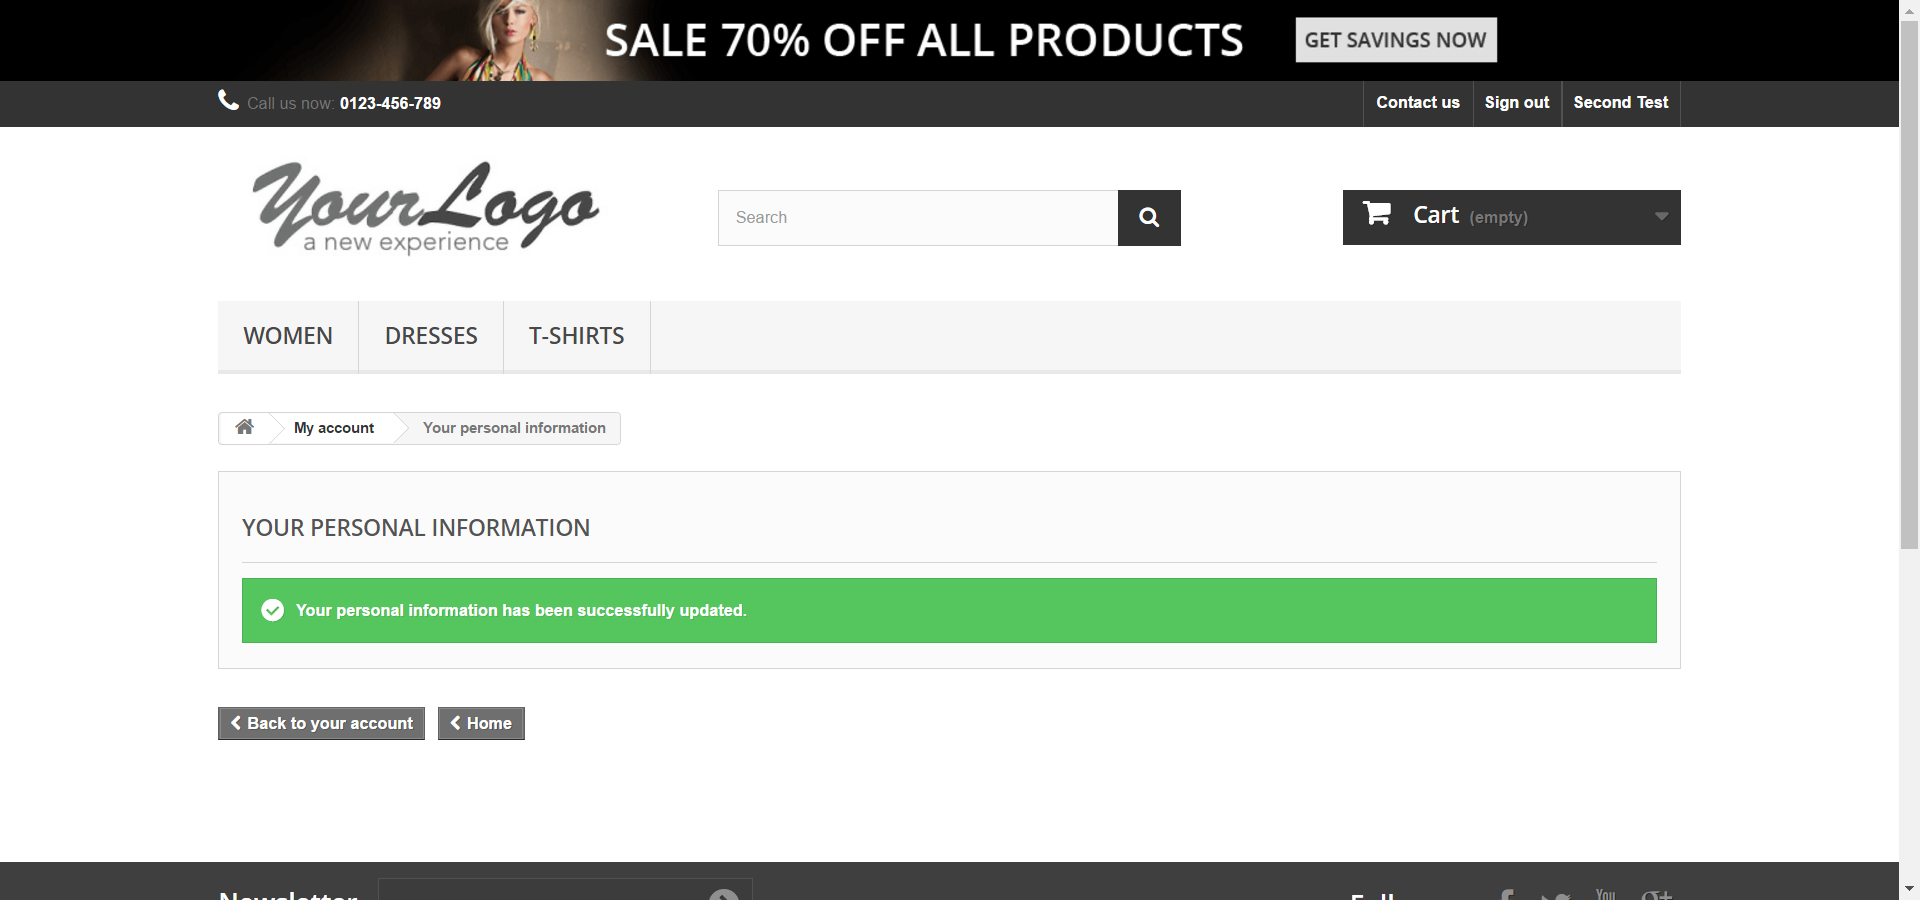 SALE 70% OFF ALL PRODUCTS GET SAVINGS NOW
Call us now: 0123-456-789 Contact us Sign out Second Test
YourLogo
a new experience
Search
Cart (empty)
WOMEN DRESSES T-SHIRTS
My account Your personal information
YOUR PERSONAL INFORMATION
Your personal information has been successfully updated.
Back to your account Home
Newsletter
You